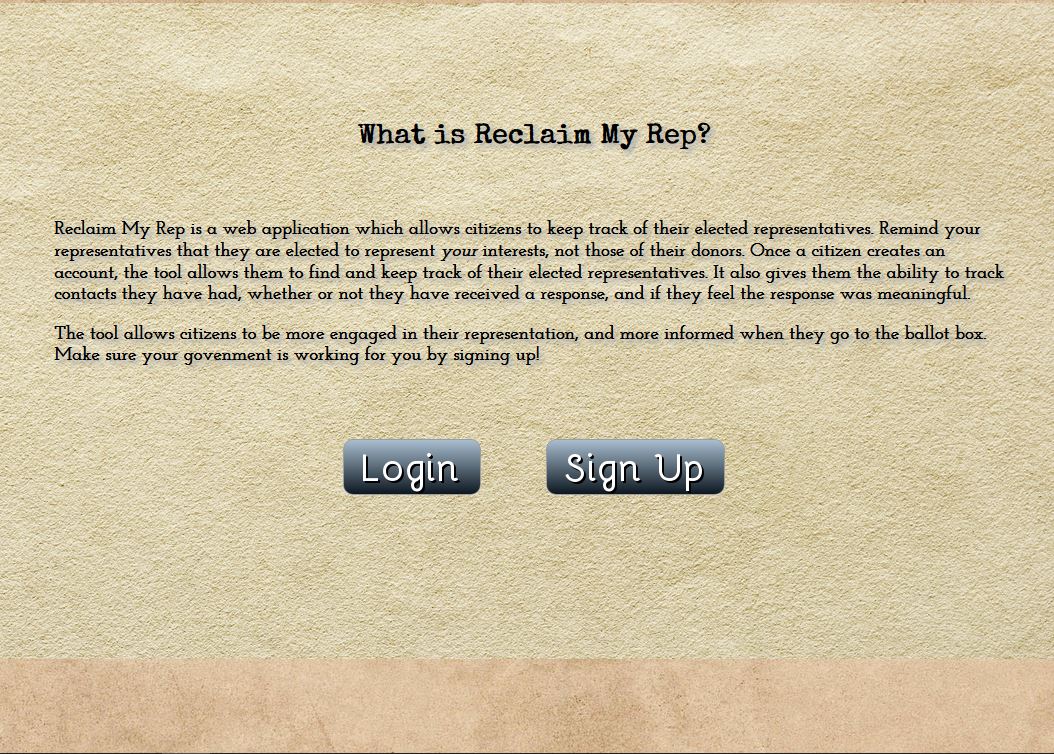 What is Reclaim My Rep?
Reclaim My Rep is a web application which allows citizens to keep track of their elected representatives. Remind your
representatives that they are elected to represent your interests, not those of their donors. Once a citizen creates an
account, the tool allows them to find and keep track of their elected representatives. It also gives them the ability to track
contacts they have had, whether or not they have received a response, and if they feel the response was meaningful.
The tool allows citizens to be more engaged in their representation, and more informed when they go to the ballot box.
Make sure your govenment is working for you by signing up!
Login
Sign Up